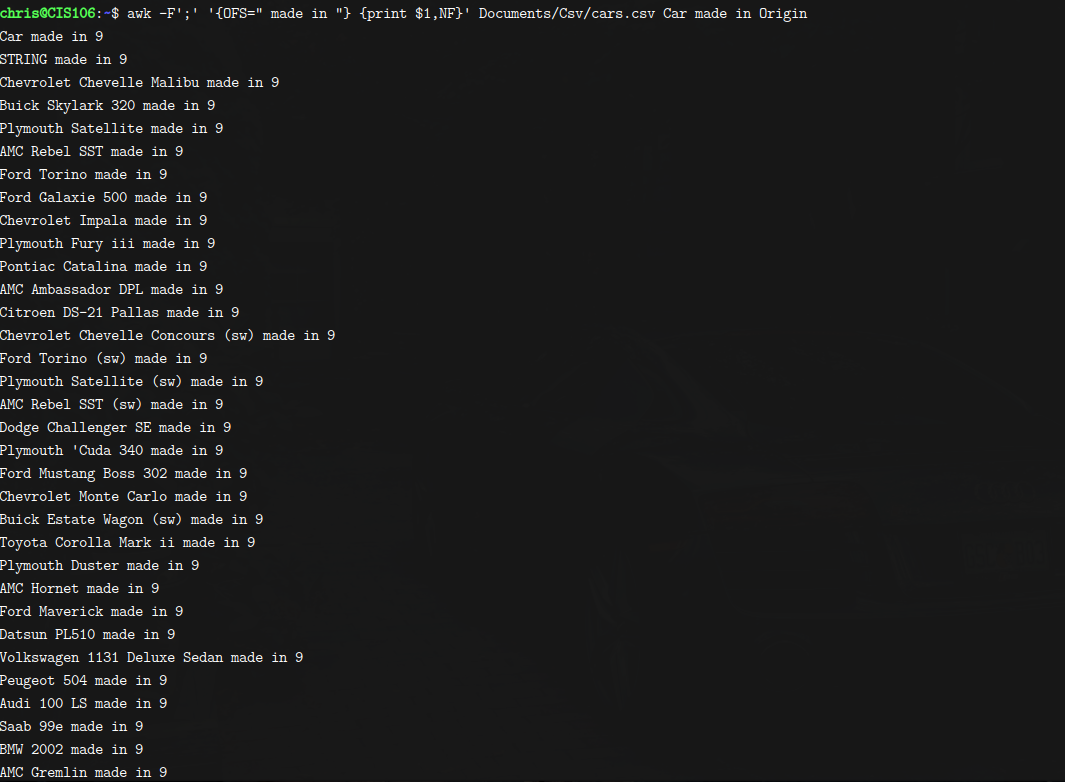 chris@CIS106:~$ awk -F';' '{OFS=" made in "} {print $1,NF}' Documents/Csv/cars.csv Car made in Origin
Car made in 9
STRING made in 9
Chevrolet Chevelle Malibu made in 9
Buick Skylark 320 made in 9
Plymouth Satellite made in 9
AMC Rebel SST made in 9
Ford Torino made in 9
Ford Galaxie 500 made in 9
Chevrolet Impala made in 9
Plymouth Fury iii made in 9
Pontiac Catalina made in 9
AMC Ambassador DPL made in 9
Citroen DS-21 Pallas made in 9
Chevrolet Chevelle Concours (sw) made in 9
Ford Torino (sw) made in 9
Plymouth Satellite (sw) made in 9
AMC Rebel SST (sw) made in 9
Dodge Challenger SE made in 9
Plymouth 'Cuda 340 made in 9
Ford Mustang Boss 302 made in 9
Chevrolet Monte Carlo made in 9
Buick Estate Wagon (sw) made in 9
Toyota Corolla Mark ii made in 9
Plymouth Duster made in 9
AMC Hornet made in 9
Ford Maverick made in 9
Datsun PL510 made in 9
Volkswagen 1131 Deluxe Sedan made in 9
Peugeot 504 made in 9
Audi 100 LS made in 9
Saab 99e made in 9
BMW 2002 made in 9
AMC Gremlin made in 9